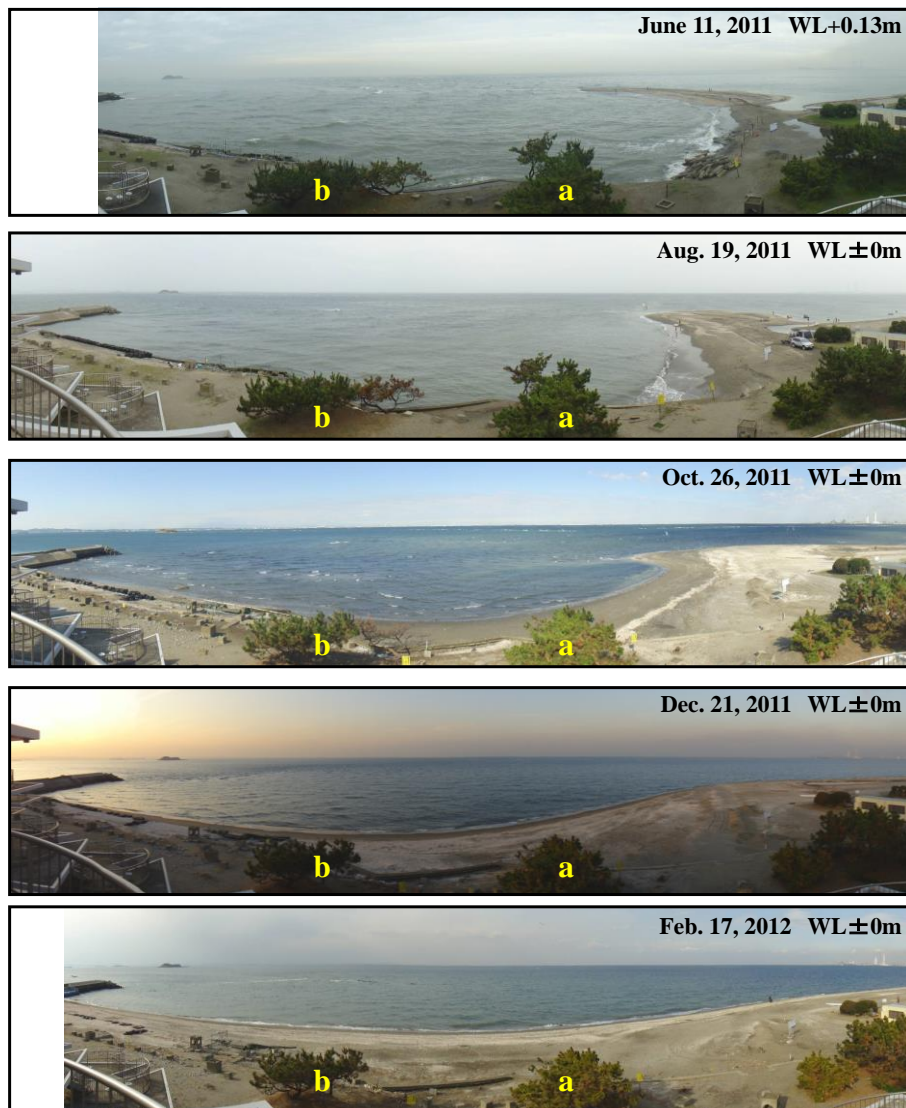 June 11, 2011 WL+0.13m
b a
Aug. 19, 2011 WL±0m
b a
Oct. 26, 2011 WL±0m
b a
Dec. 21, 2011 WL±0m
b a
Feb. 17, 2012 WL±0m
b a